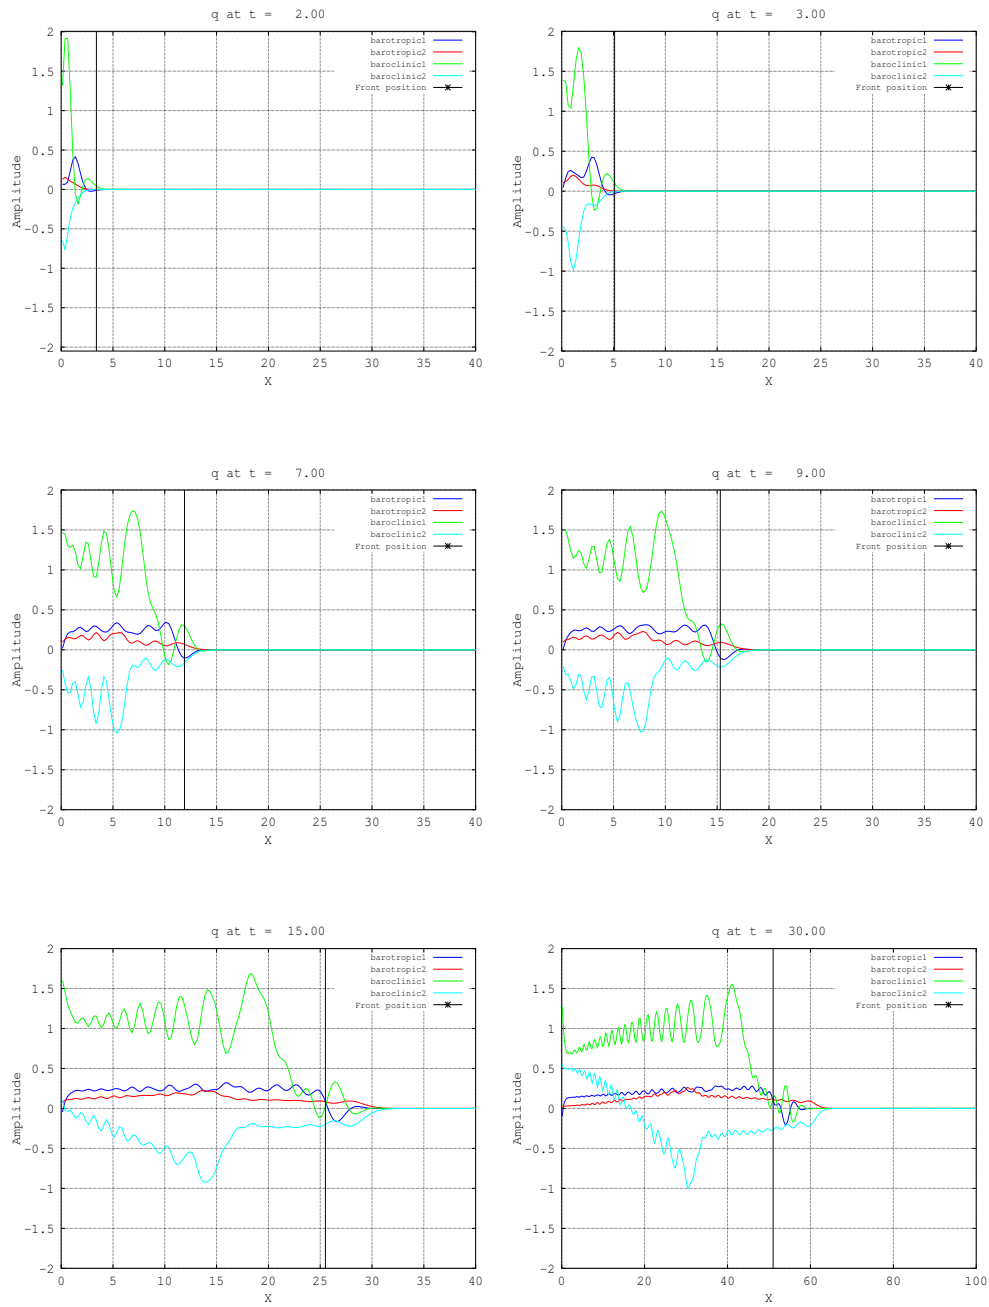 q at t =   2.00
barotropic1
barotropic2
baroclinic1
baroclinic2
Front position
Amplitude
2
1.5
1
0.5
0
-0.5
-1
-1.5
-2
0 5 10 15 20 25 30 35 40
X
q at t =   3.00
barotropic1
barotropic2
baroclinic1
baroclinic2
Front position
Amplitude
2
1.5
1
0.5
0
-0.5
-1
-1.5
-2
0 5 10 15 20 25 30 35 40
X
q at t =   7.00
barotropic1
barotropic2
baroclinic1
baroclinic2
Front position
Amplitude
2
1.5
1
0.5
0
-0.5
-1
-1.5
-2
0 5 10 15 20 25 30 35 40
X
q at t =   9.00
barotropic1
barotropic2
baroclinic1
baroclinic2
Front position
Amplitude
2
1.5
1
0.5
0
-0.5
-1
-1.5
-2
0 5 10 15 20 25 30 35 40
X
q at t =  15.00
barotropic1
barotropic2
baroclinic1
baroclinic2
Front position
Amplitude
2
1.5
1
0.5
0
-0.5
-1
-1.5
-2
0 5 10 15 20 25 30 35 40
X
q at t =  30.00
barotropic1
barotropic2
baroclinic1
baroclinic2
Front position
Amplitude
2
1.5
1
0.5
0
-0.5
-1
-1.5
-2
0 20 40 60 80 100
X